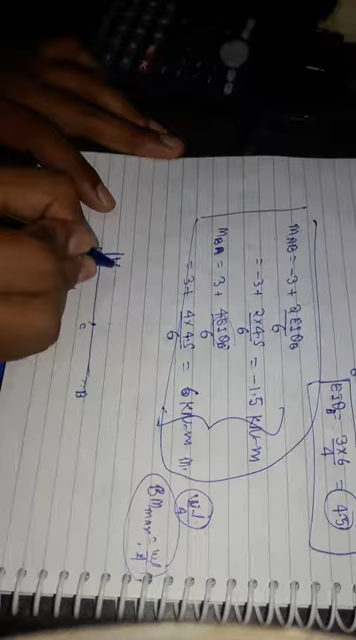 EIθB = 3×6/4 = 4.5
MAB = -3 + 2EIθB/6
= -3 + 2×4.5/6 = -1.5 kN-m
MBA = 3 + 4EIθB/6
= 3 + 4×4.5/6 = 6 kN-m
wl/4
BMmax = wl/4
C
B